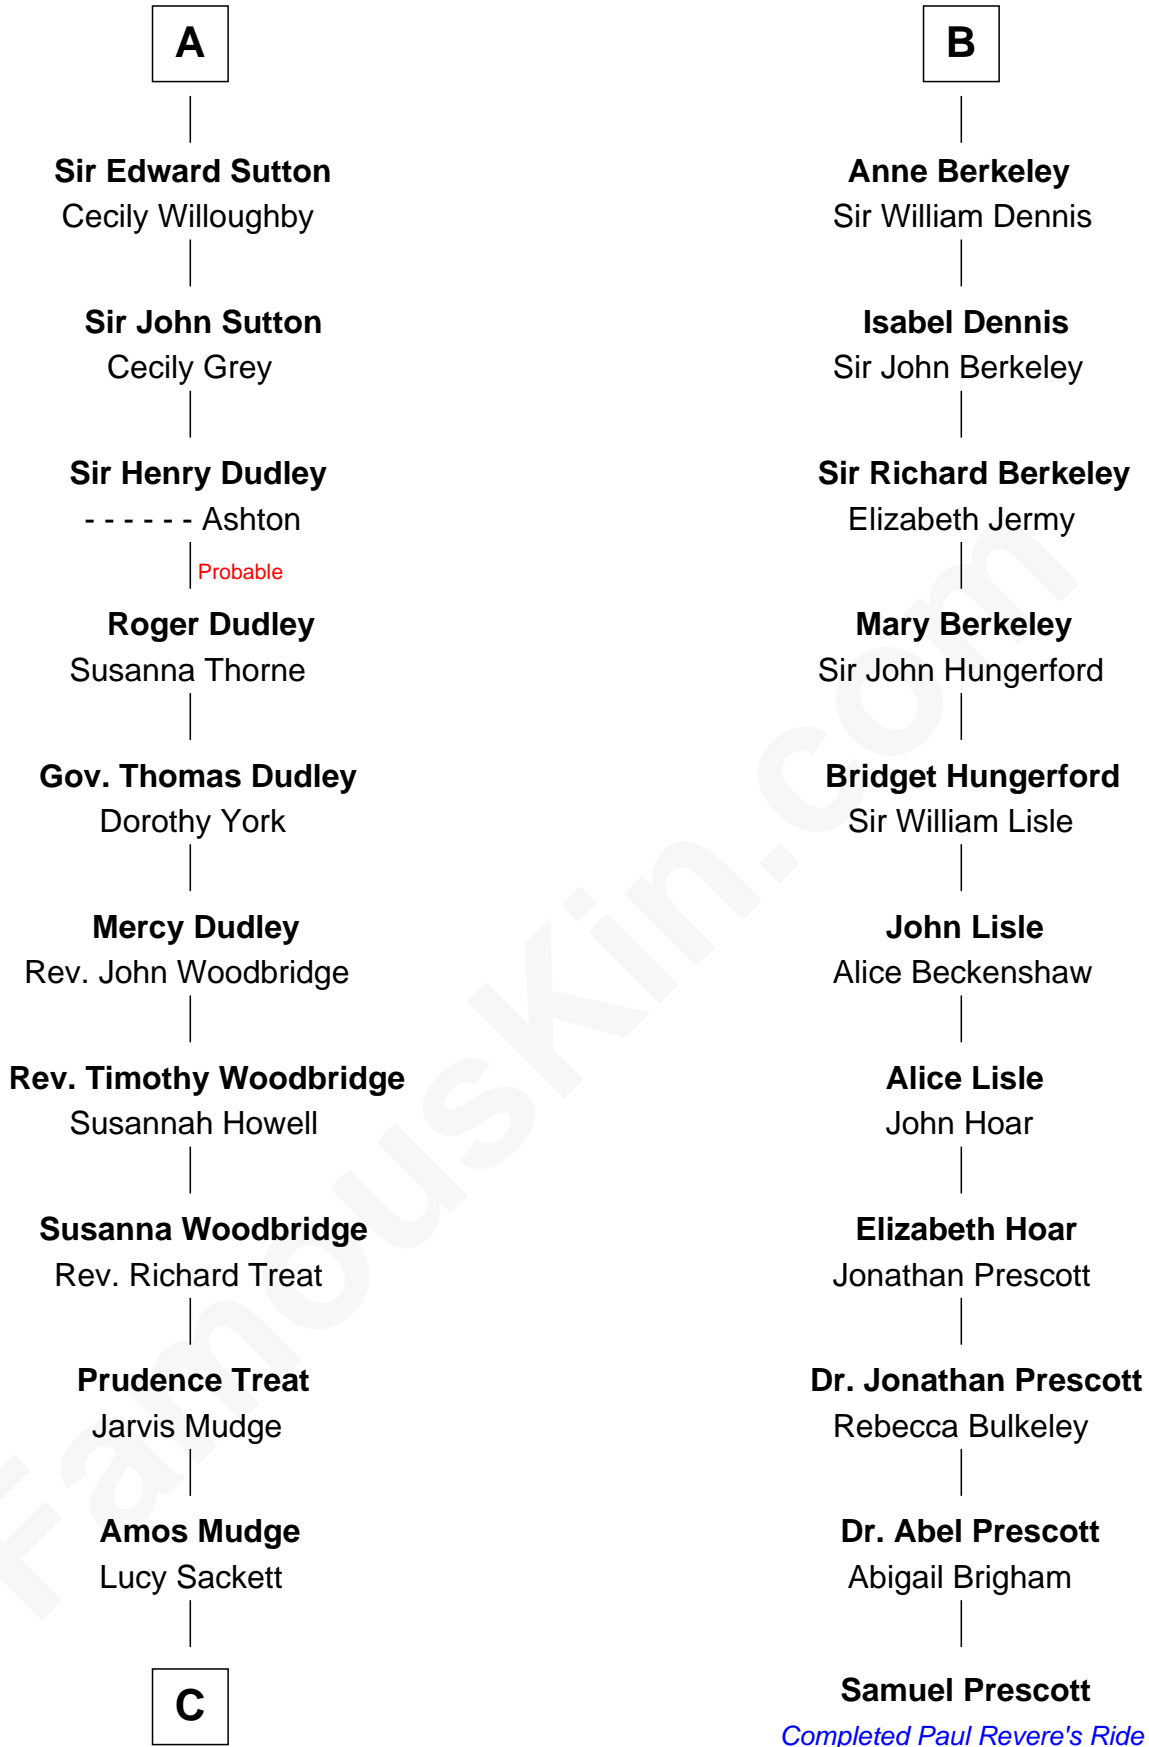 A
Sir Edward Sutton
Cecily Willoughby
Sir John Sutton
Cecily Grey
Sir Henry Dudley
- - - - - - Ashton
Probable
Roger Dudley
Susanna Thorne
Gov. Thomas Dudley
Dorothy York
Mercy Dudley
Rev. John Woodbridge
Rev. Timothy Woodbridge
Susannah Howell
Susanna Woodbridge
Rev. Richard Treat
Prudence Treat
Jarvis Mudge
Amos Mudge
Lucy Sackett
C
B
Anne Berkeley
Sir William Dennis
Isabel Dennis
Sir John Berkeley
Sir Richard Berkeley
Elizabeth Jermy
Mary Berkeley
Sir John Hungerford
Bridget Hungerford
Sir William Lisle
John Lisle
Alice Beckenshaw
Alice Lisle
John Hoar
Elizabeth Hoar
Jonathan Prescott
Dr. Jonathan Prescott
Rebecca Bulkeley
Dr. Abel Prescott
Abigail Brigham
Samuel Prescott
Completed Paul Revere's Ride
FamousKin.com